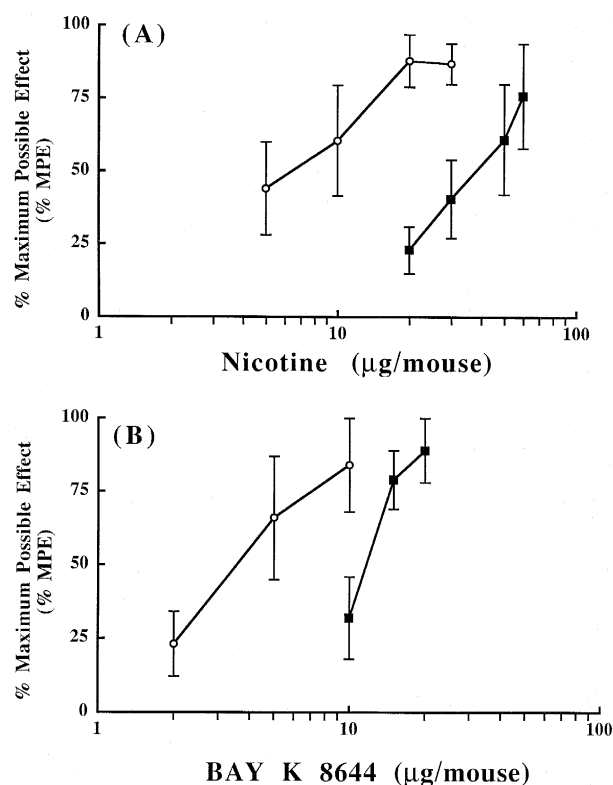 (A)
% Maximum Possible Effect
(% MPE)
100
75
50
25
0
1
10
100
Nicotine (µg/mouse)
(B)
% Maximum Possible Effect
(% MPE)
100
75
50
25
0
1
10
100
BAY K 8644 (µg/mouse)